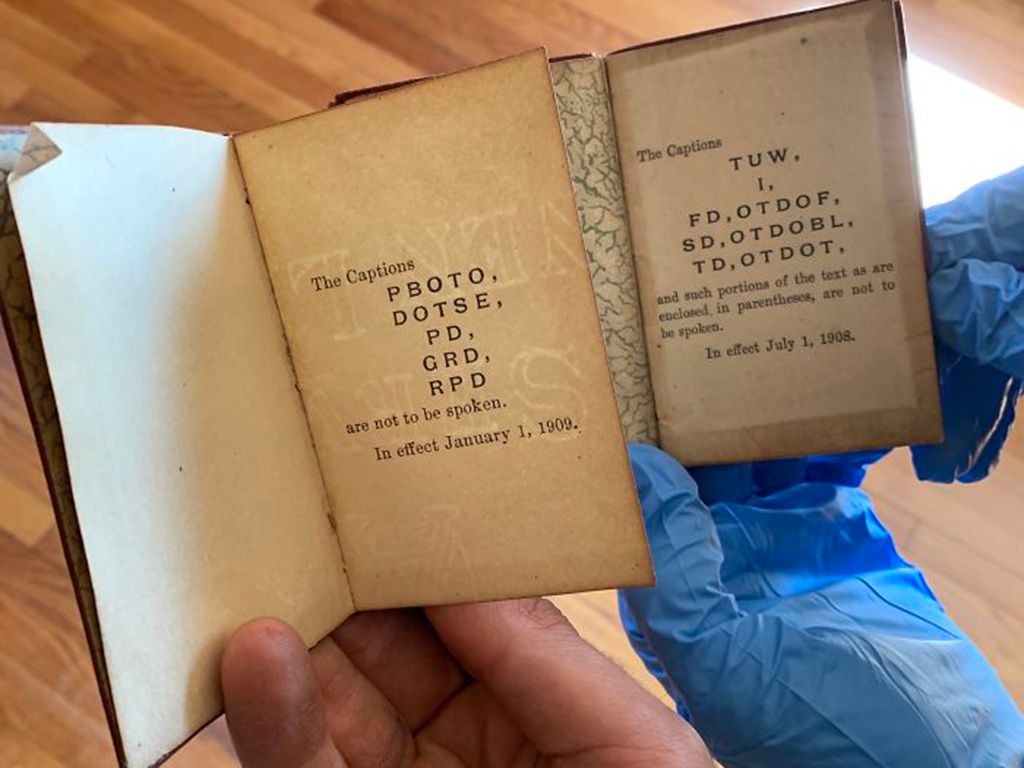 The Captions
PBOTO,
DOTSE,
PD,
GRD,
RPD
are not to be spoken.
In effect January 1, 1909.
The Captions
TUW,
I,
FD,OTDOF,
SD,OTDOBL,
TD,OTDOT,
and such portions of the text as are
enclosed in parentheses, are not to
be spoken.
In effect July 1, 1908.